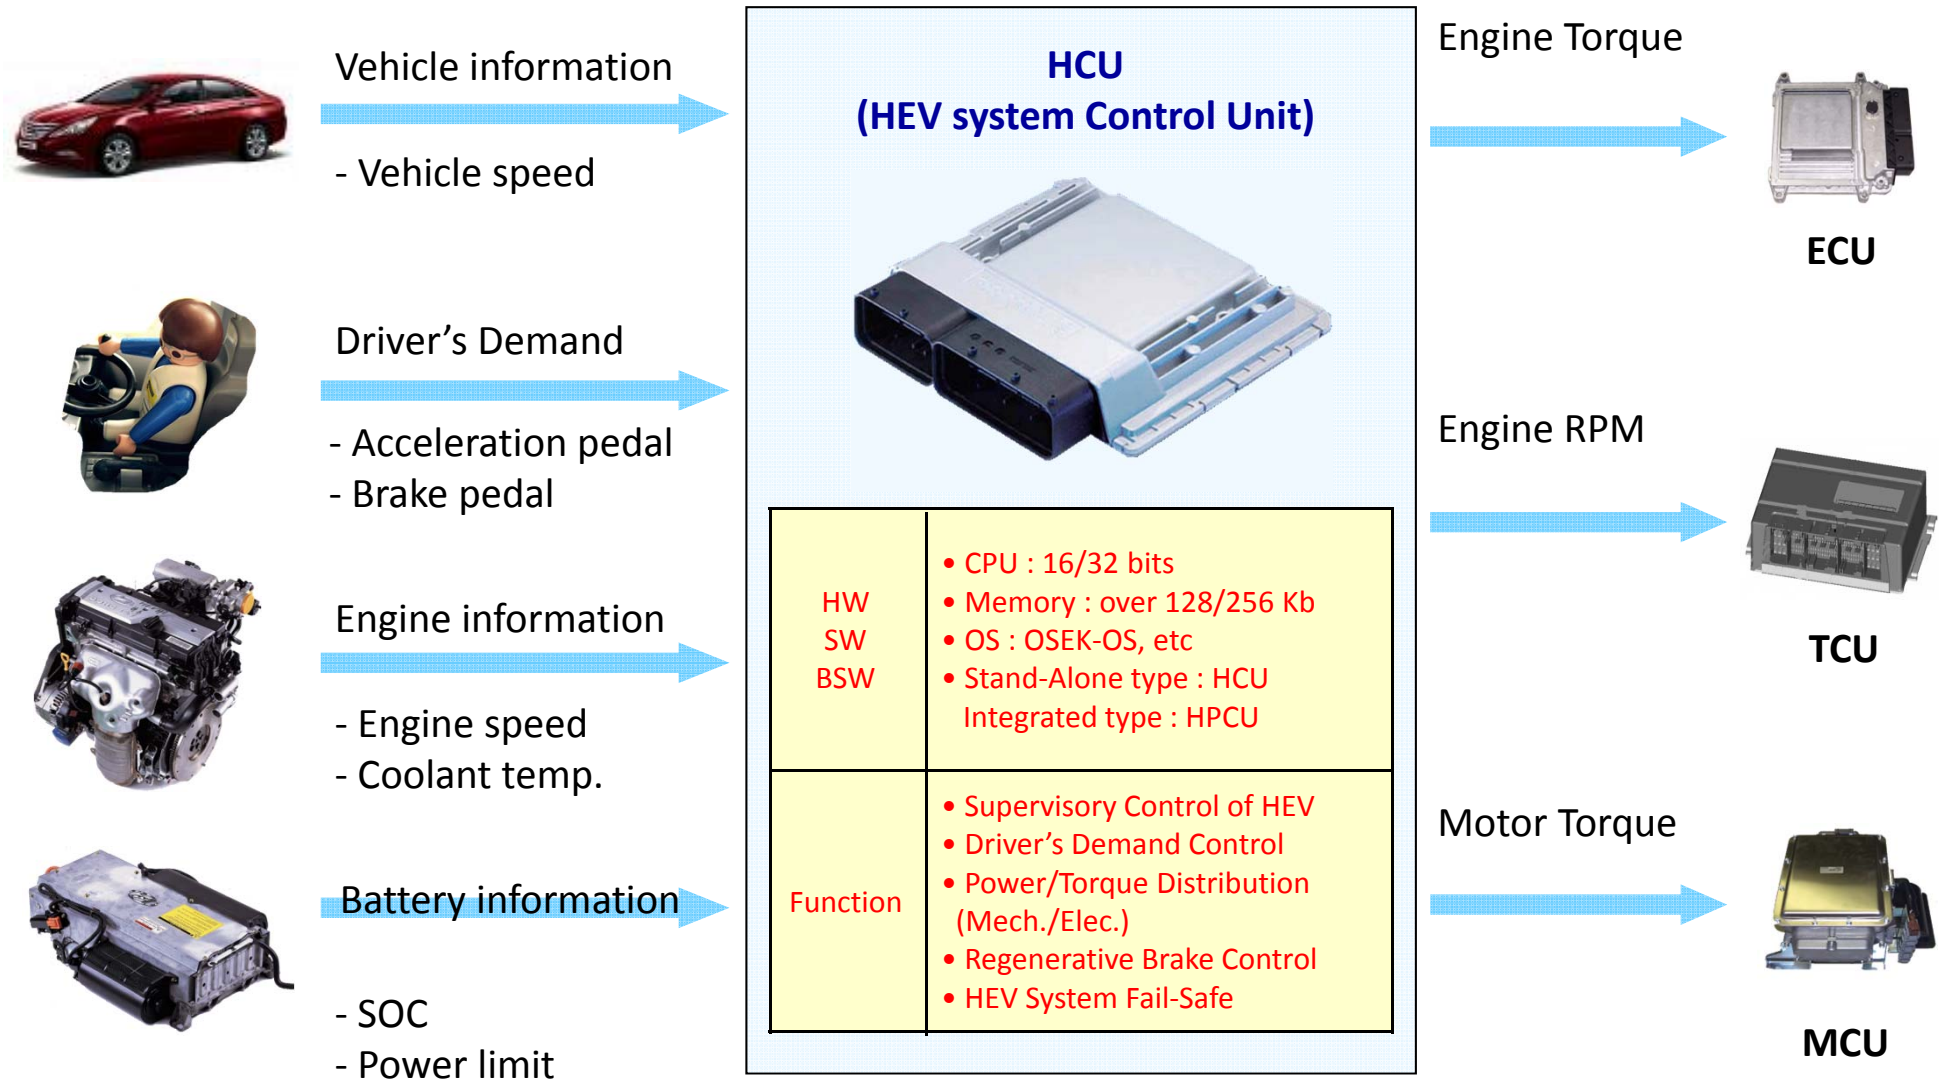 Vehicle information
- Vehicle speed
Driver's Demand
- Acceleration pedal
- Brake pedal
Engine information
- Engine speed
- Coolant temp.
Battery information
- SOC
- Power limit
HCU
(HEV system Control Unit)
HW
SW
BSW
• CPU : 16/32 bits
• Memory : over 128/256 Kb
• OS : OSEK-OS, etc
• Stand-Alone type : HCU
Integrated type : HPCU
Function
• Supervisory Control of HEV
• Driver's Demand Control
• Power/Torque Distribution
(Mech./Elec.)
• Regenerative Brake Control
• HEV System Fail-Safe
Engine Torque
ECU
Engine RPM
TCU
Motor Torque
MCU